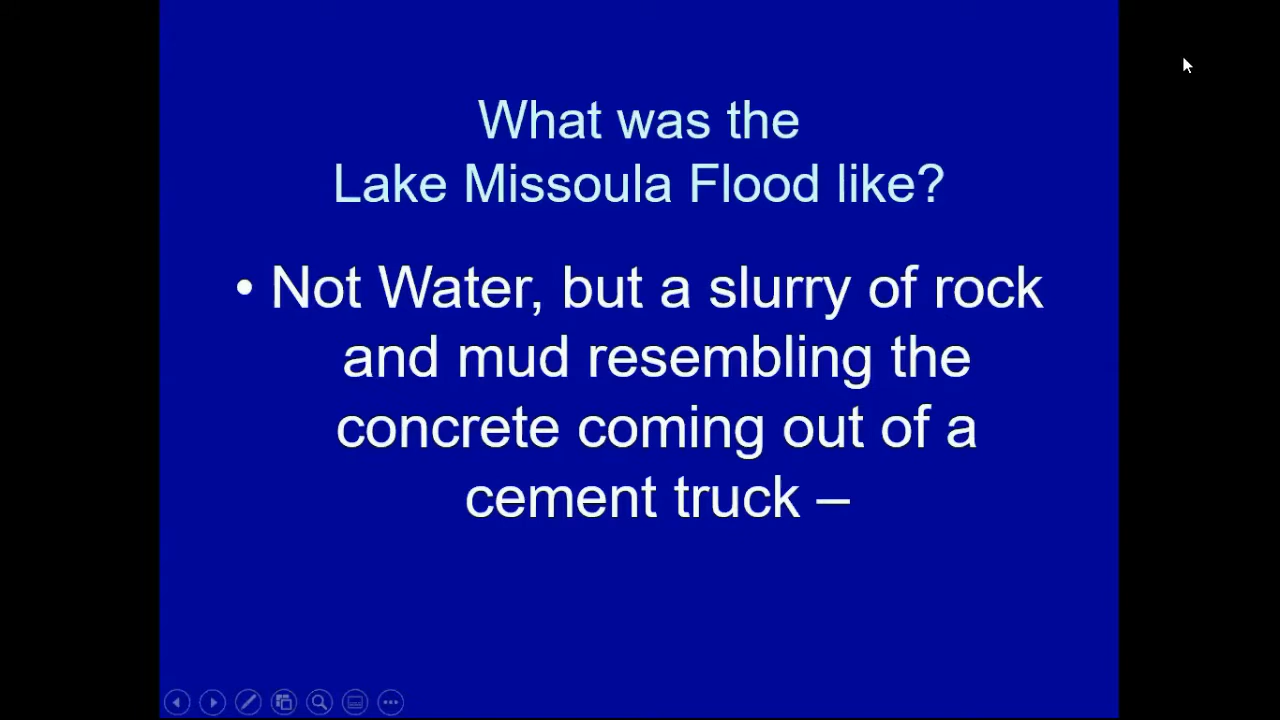 What was the
Lake Missoula Flood like?
• Not Water, but a slurry of rock
and mud resembling the
concrete coming out of a
cement truck –